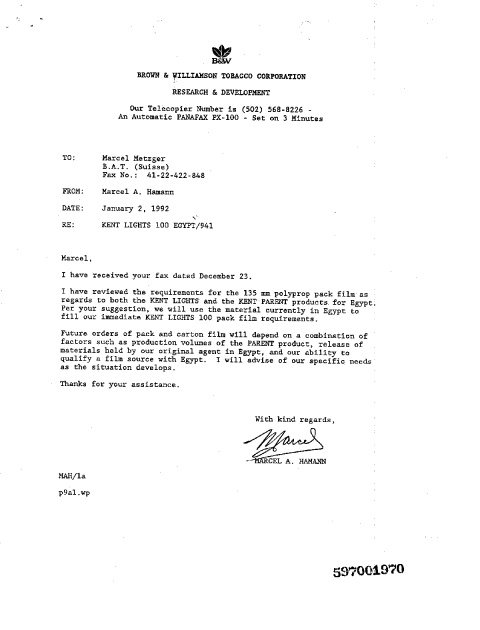 B&W
BROWN & WILLIAMSON TOBACCO CORPORATION
RESEARCH & DEVELOPMENT
Our Telecopier Number is (502) 568-8226 -
An Automatic PANAFAX PX-100 - Set on 3 Minutes
TO: Marcel Metzger
B.A.T. (Suisse)
Fax No.: 41-22-422-848
FROM: Marcel A. Hamann
DATE: January 2, 1992
RE: KENT LIGHTS 100 EGYPT/941
Marcel,
I have received your fax dated December 23.
I have reviewed the requirements for the 135 mm polyprop pack film as
regards to both the KENT LIGHTS and the KENT PARENT products for Egypt.
Per your suggestion, we will use the material currently in Egypt to
fill our immediate KENT LIGHTS 100 pack film requirements.
Future orders of pack and carton film will depend on a combination of
factors such as production volumes of the PARENT product, release of
materials held by our original agent in Egypt, and our ability to
qualify a film source with Egypt. I will advise of our specific needs
as the situation develops.
Thanks for your assistance.
With kind regards,
Marcel
MARCEL A. HAMANN
MAH/la
p9a1.wp
597001970